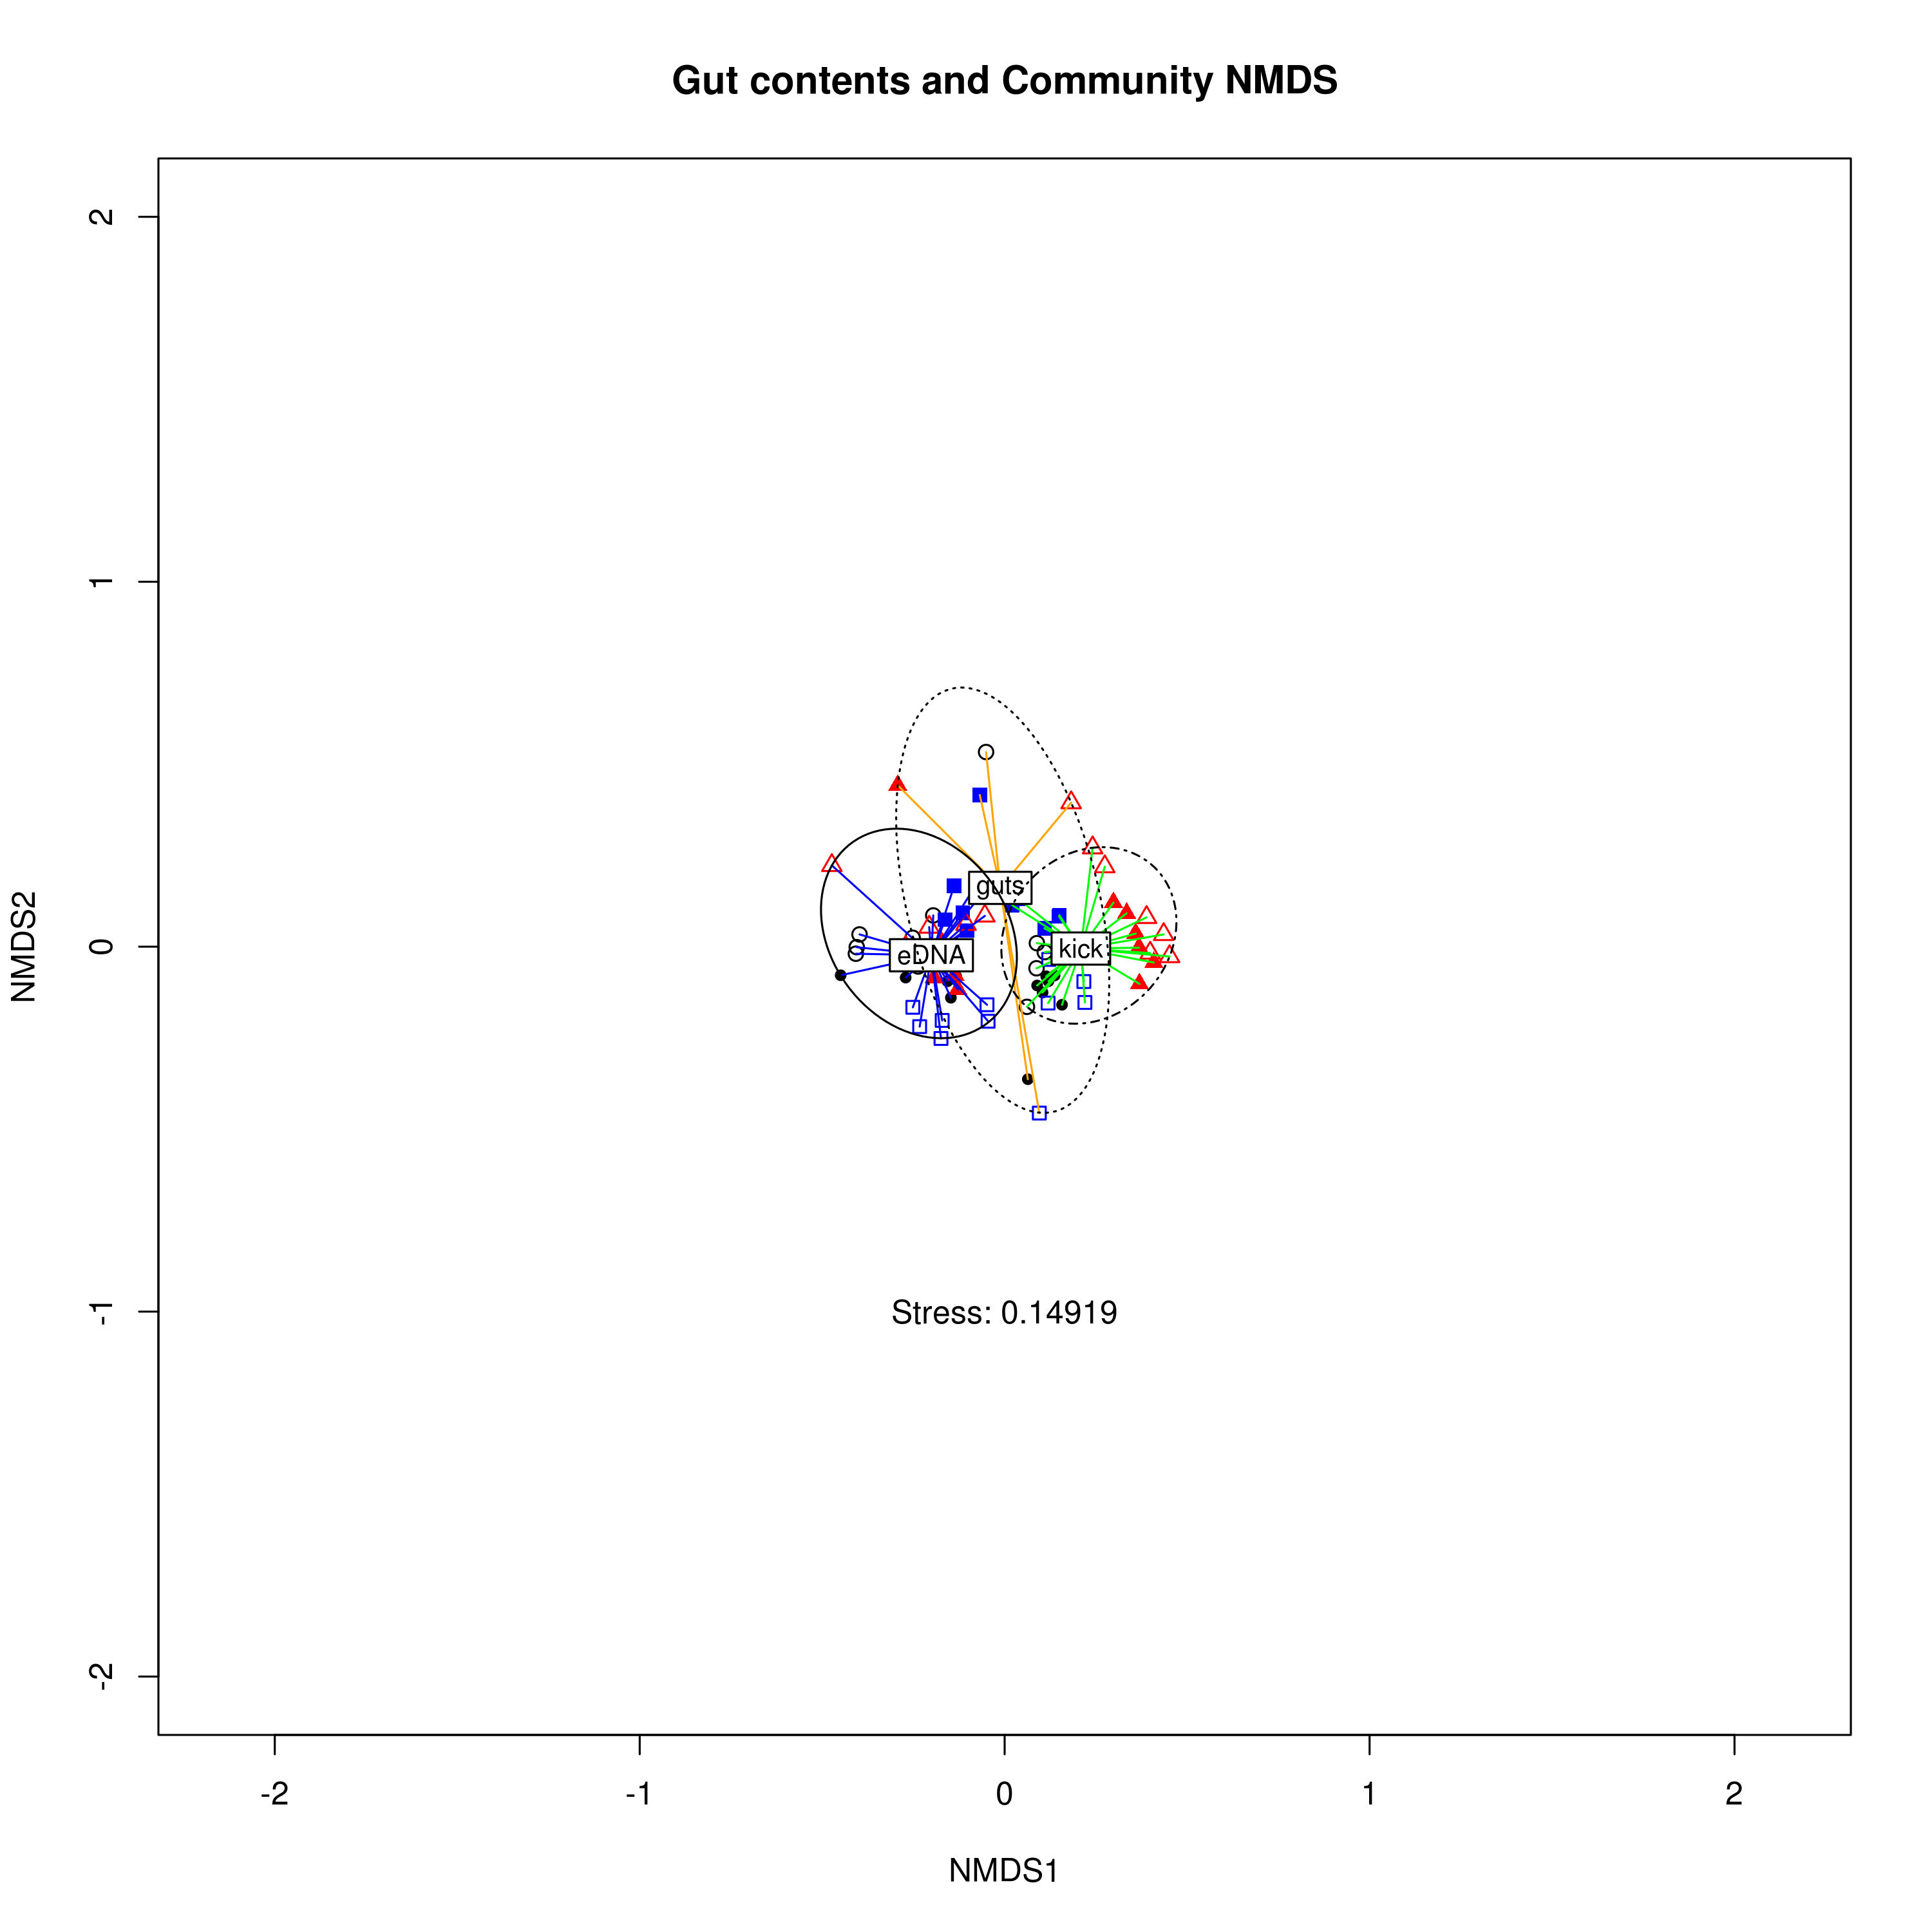 Gut contents and Community NMDS
NMDS2
2
1
0
-1
-2
guts
eDNA
kick
Stress: 0.14919
-2
-1
0
1
2
NMDS1